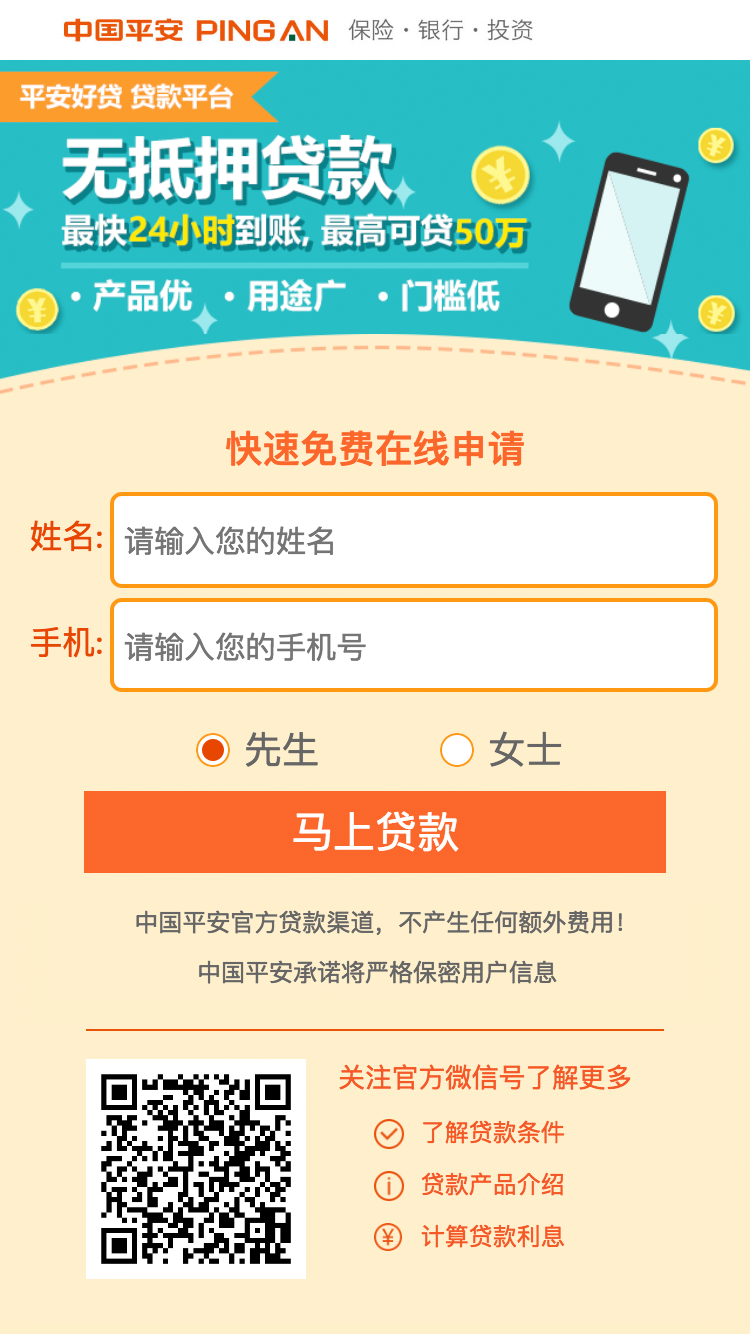 中国平安 PING AN 保险·银行·投资
平安好贷 贷款平台
无抵押贷款
最快24小时到账, 最高可贷50万
·产品优 ·用途广 ·门槛低
快速免费在线申请
姓名: 请输入您的姓名
手机: 请输入您的手机号
先生 女士
马上贷款
中国平安官方贷款渠道，不产生任何额外费用！
中国平安承诺将严格保密用户信息
关注官方微信号了解更多
了解贷款条件
贷款产品介绍
计算贷款利息